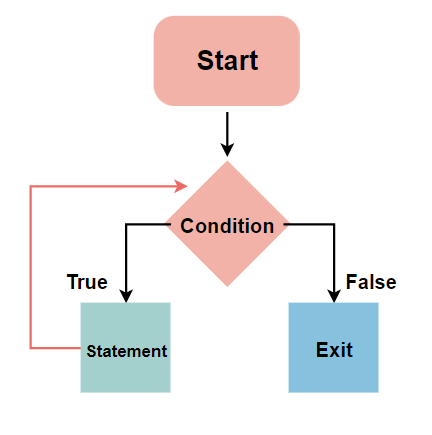 Start
Condition
True
False
Statement
Exit